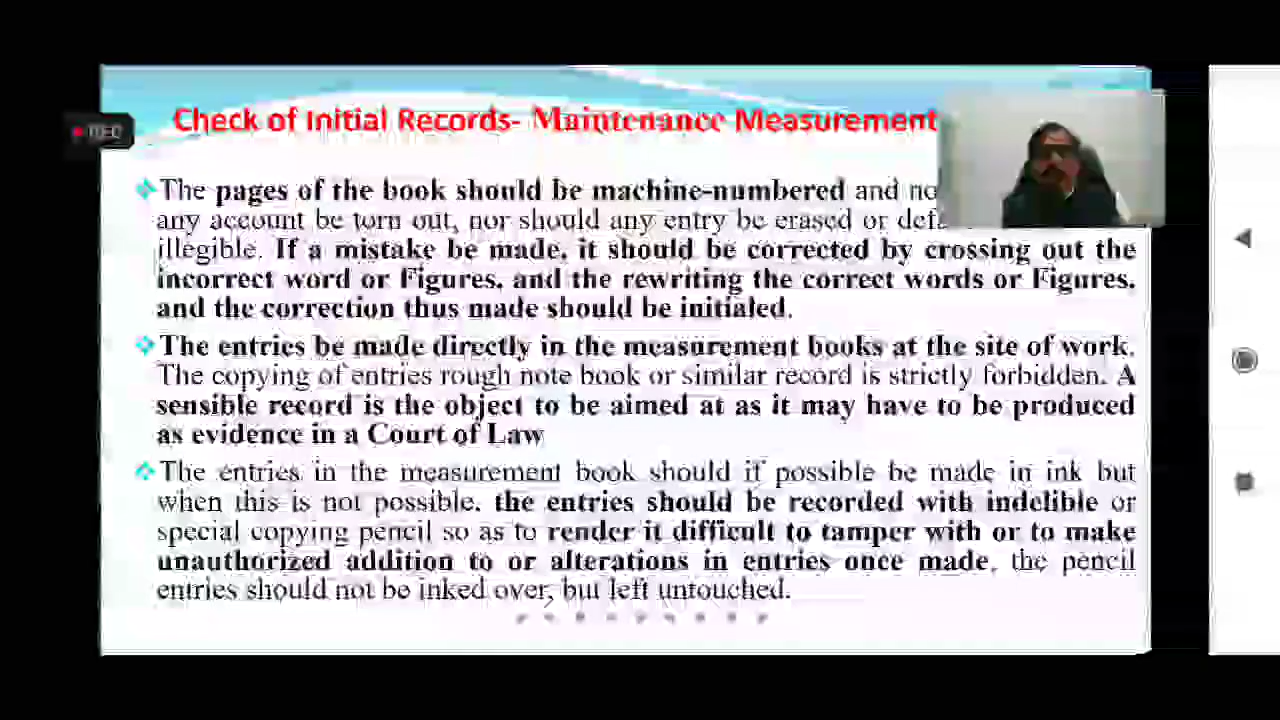 Check of Initial Records- Maintenance Measurement
REC
The pages of the book should be machine-numbered and no
any account be torn out, nor should any entry be erased or defa
illegible. If a mistake be made, it should be corrected by crossing out the
incorrect word or Figures, and the rewriting the correct words or Figures,
and the correction thus made should be initialed.
The entries be made directly in the measurement books at the site of work.
The copying of entries rough note book or similar record is strictly forbidden. A
sensible record is the object to be aimed at as it may have to be produced
as evidence in a Court of Law
The entries in the measurement book should if possible be made in ink but
when this is not possible, the entries should be recorded with indelible or
special copying pencil so as to render it difficult to tamper with or to make
unauthorized addition to or alterations in entries once made, the pencil
entries should not be inked over, but left untouched.